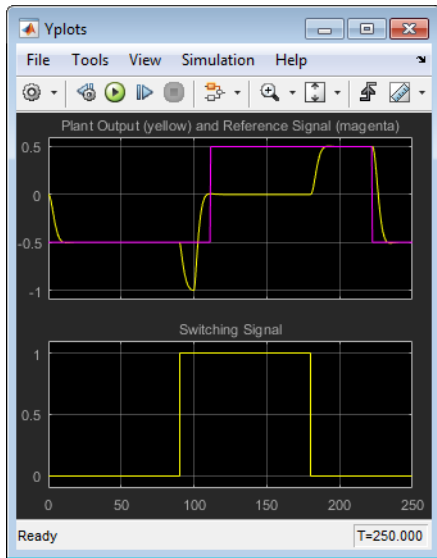 Yplots
File Tools View Simulation Help
Plant Output (yellow) and Reference Signal (magenta)
0.5
0
-0.5
-1
Switching Signal
1
0.5
0
0 50 100 150 200 250
Ready T=250.000